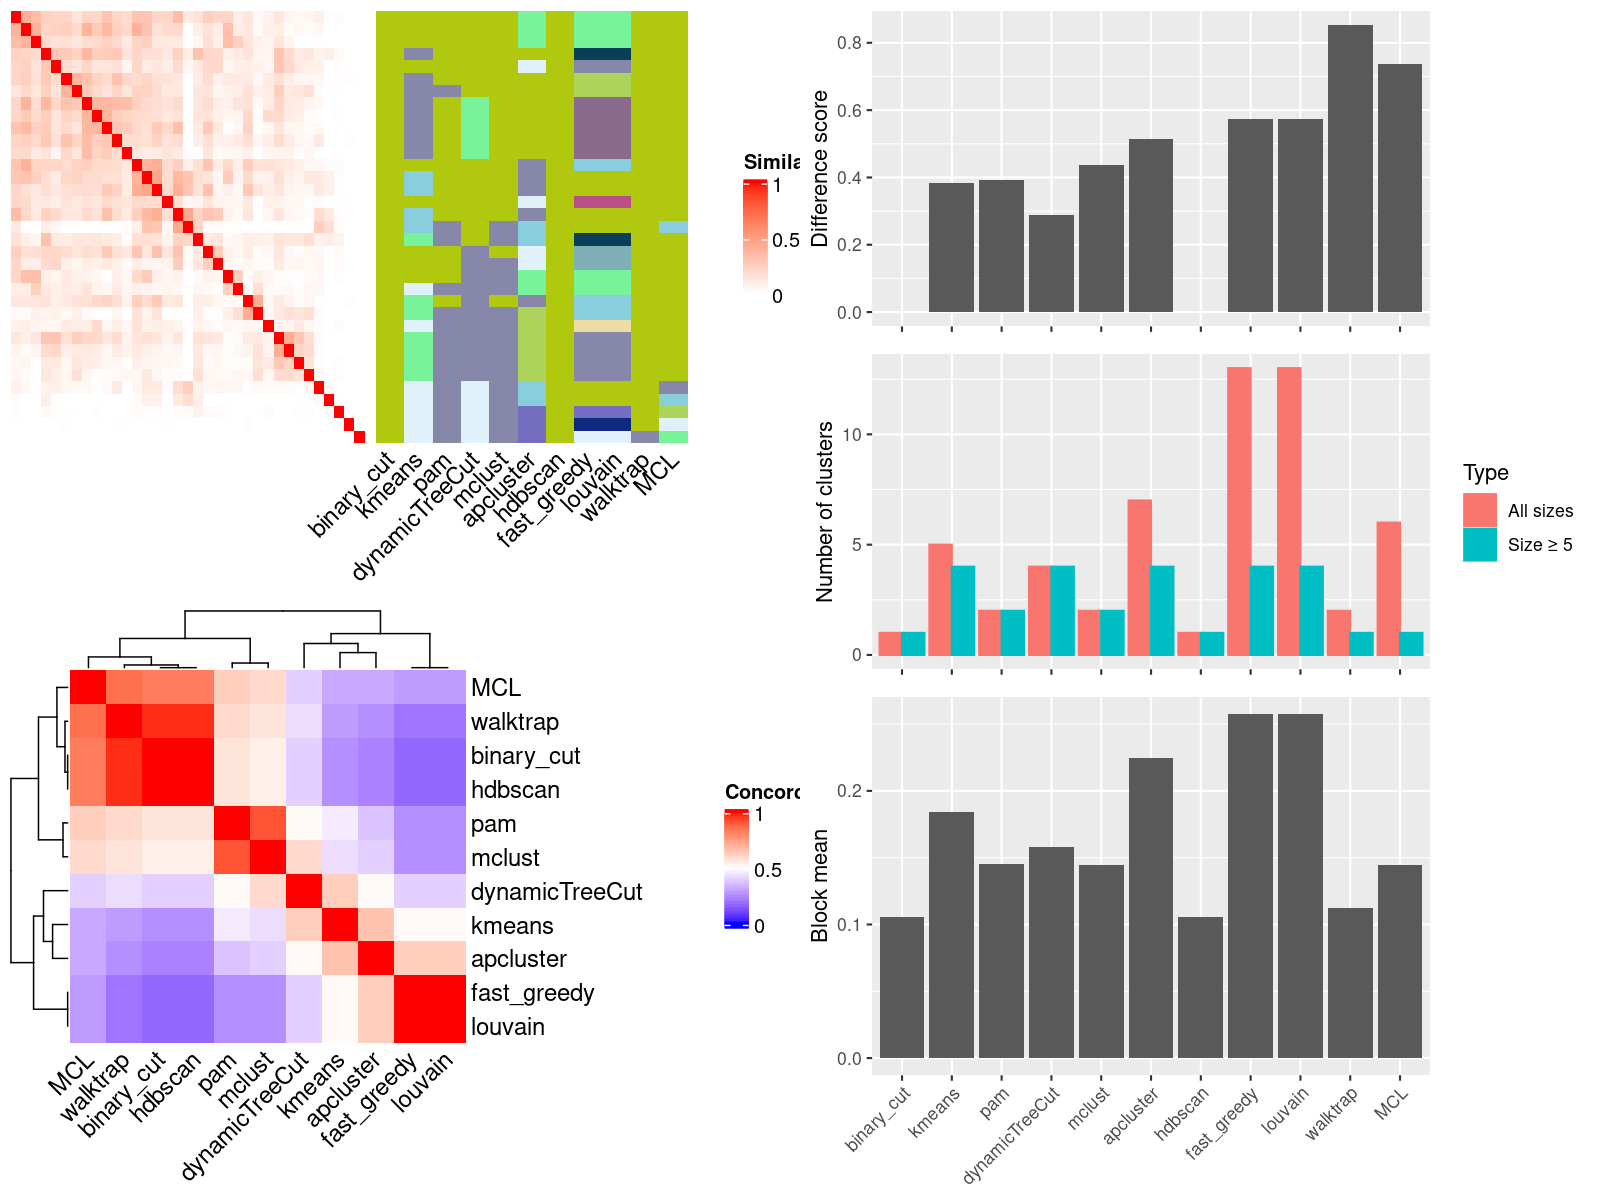 Simila
1
0.5
0
binary_cut
kmeans
pam
dynamicTreeCut
mclust
apcluster
hdbscan
fast_greedy
louvain
walktrap
MCL
MCL
walktrap
binary_cut
hdbscan
pam
mclust
dynamicTreeCut
kmeans
apcluster
fast_greedy
louvain
MCL
walktrap
binary_cut
hdbscan
pam
mclust
dynamicTreeCut
kmeans
apcluster
fast_greedy
louvain
Concord
1
0.5
0
Difference score
0.8
0.6
0.4
0.2
0.0
Number of clusters
10
5
0
Type
All sizes
Size ≥ 5
Block mean
0.2
0.1
0.0
binary_cut
kmeans
pam
dynamicTreeCut
mclust
apcluster
hdbscan
fast_greedy
louvain
walktrap
MCL